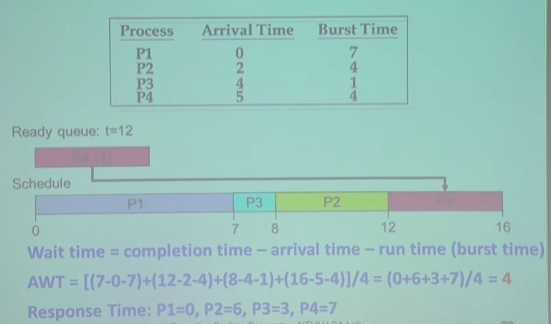 Process Arrival Time Burst Time
P1 0 7
P2 2 4
P3 4 1
P4 5 4
Ready queue: t=12
Schedule
P1 P3 P2
0 7 8 12 16
Wait time = completion time – arrival time – run time (burst time)
AWT = [(7-0-7)+(12-2-4)+(8-4-1)+(16-5-4)]/4 = (0+6+3+7)/4 = 4
Response Time: P1=0, P2=6, P3=3, P4=7